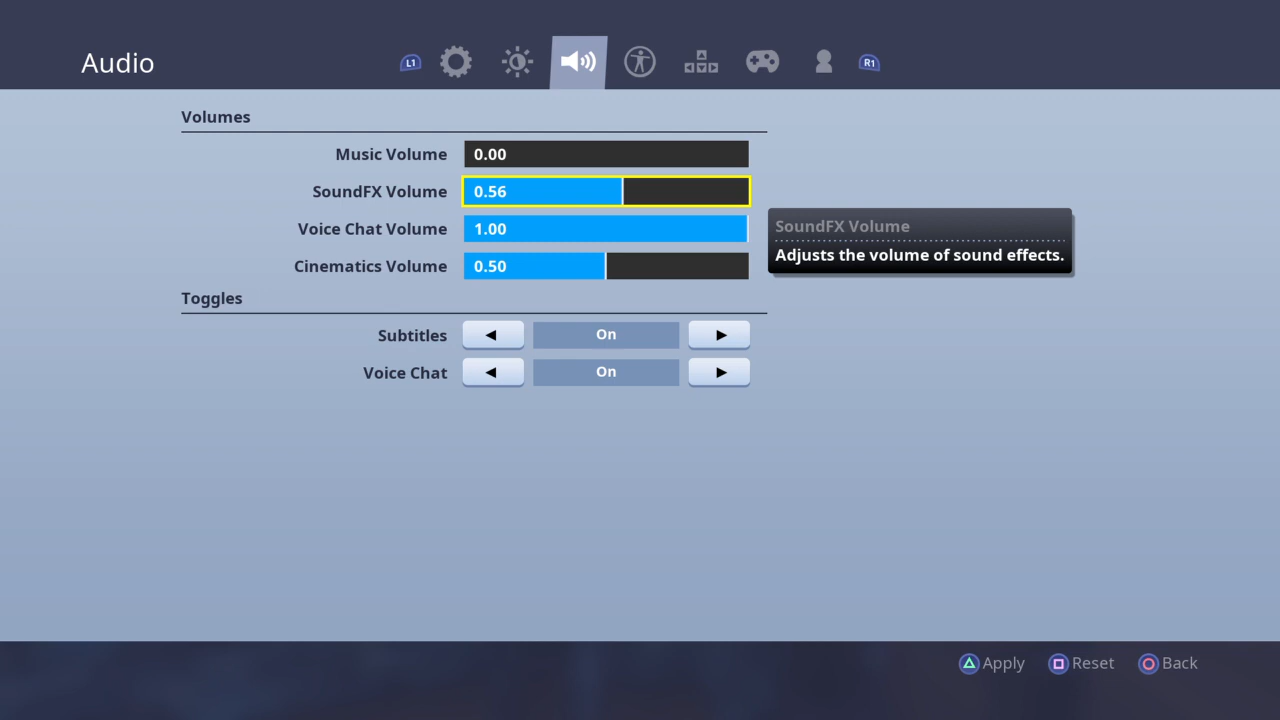 Audio
L1
R1
Volumes
Music Volume 0.00
SoundFX Volume 0.56
Voice Chat Volume 1.00
Cinematics Volume 0.50
SoundFX Volume
Adjusts the volume of sound effects.
Toggles
Subtitles On
Voice Chat On
Apply Reset Back